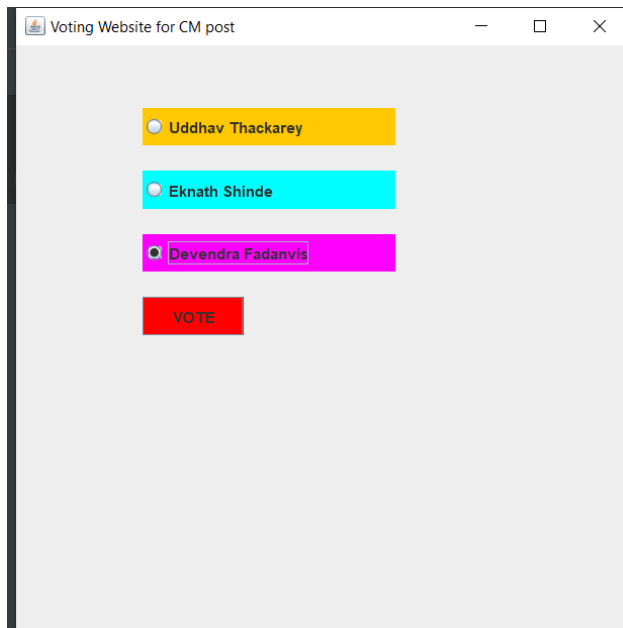 Voting Website for CM post
Uddhav Thackarey
Eknath Shinde
Devendra Fadanvis
VOTE